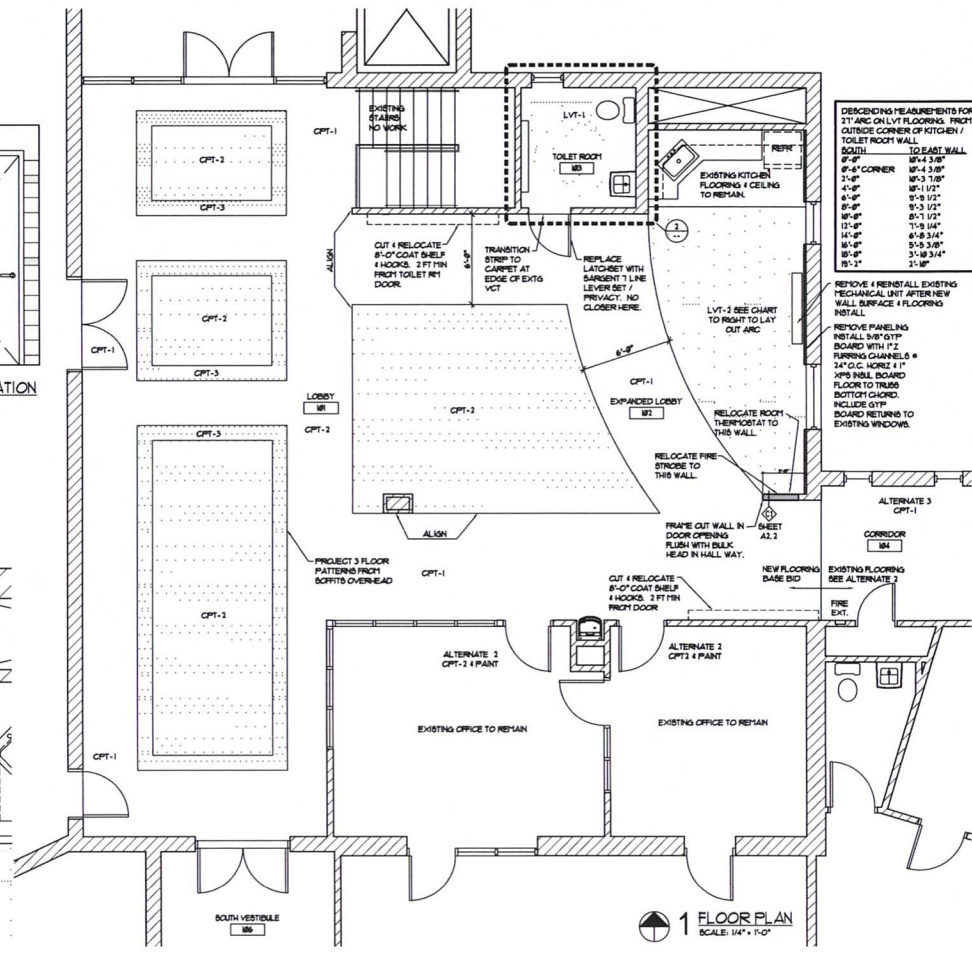 EXISTING
STAIRS
NO WORK
CPT-1
LVT-1
TOILET ROOM
103
REFR
EXISTING KITCHEN
FLOORING & CEILING
TO REMAIN.
DESCENDING MEASUREMENTS FOR
27' ARC ON LVT FLOORING. FROM
OUTSIDE CORNER OF KITCHEN /
TOILET ROOM WALL
SOUTH TO EAST WALL
0'-0" 10'-4 3/8"
0'-6" CORNER 10'-4 3/8"
2'-0" 10'-3 7/8"
4'-0" 10'-1 1/2"
6'-0" 9'-9 1/2"
8'-0" 9'-3 1/2"
10'-0" 8'-7 1/2"
12'-0" 7'-9 1/4"
14'-0" 6'-8 3/4"
16'-0" 5'-5 3/8"
18'-0" 3'-10 3/4"
19'-2" 2'-10"
CPT-2
CPT-3
ALIGN
CUT & RELOCATE
8'-0" COAT SHELF
& HOOKS. 2 FT MIN
FROM TOILET RM
DOOR.
6'-0"
TRANSITION
STRIP TO
CARPET AT
EDGE OF EXTG
VCT
REPLACE
LATCHSET WITH
SARGENT 7 LINE
LEVER SET /
PRIVACY. NO
CLOSER HERE.
2
REMOVE & REINSTALL EXISTING
MECHANICAL UNIT AFTER NEW
WALL SURFACE & FLOORING
INSTALL
LVT-2 SEE CHART
TO RIGHT TO LAY
OUT ARC
REMOVE PANELING
INSTALL 5/8" GYP
BOARD WITH 1" Z
FURRING CHANNELS @
24" O.C. HORIZ & 1"
XPS INSUL BOARD
FLOOR TO TRUSS
BOTTOM CHORD.
INCLUDE GYP
BOARD RETURNS TO
EXISTING WINDOWS.
CPT-2
CPT-1
CPT-3
ATION
6'-0"
CPT-1
EXPANDED LOBBY
102
LOBBY
101
CPT-2
CPT-2
RELOCATE ROOM
THERMOSTAT TO
THIS WALL
CPT-3
RELOCATE FIRE
STROBE TO
THIS WALL.
ALIGN
FRAME OUT WALL IN
DOOR OPENING
FLUSH WITH BULK
HEAD IN HALL WAY.
C1
SHEET
A2.2
ALTERNATE 3
CPT-1
CORRIDOR
104
PROJECT 3 FLOOR
PATTERNS FROM
SOFFITS OVERHEAD
CPT-1
CUT & RELOCATE
8'-0" COAT SHELF
& HOOKS. 2 FT MIN
FROM DOOR
NEW FLOORING
BASE BID
EXISTING FLOORING
SEE ALTERNATE 2
FIRE
EXT.
CPT-2
ALTERNATE 2
CPT-2 & PAINT
ALTERNATE 2
CPT2 & PAINT
EXISTING OFFICE TO REMAIN
EXISTING OFFICE TO REMAIN
CPT-1
SOUTH VESTIBULE
106
1 FLOOR PLAN
SCALE: 1/4" = 1'-0"